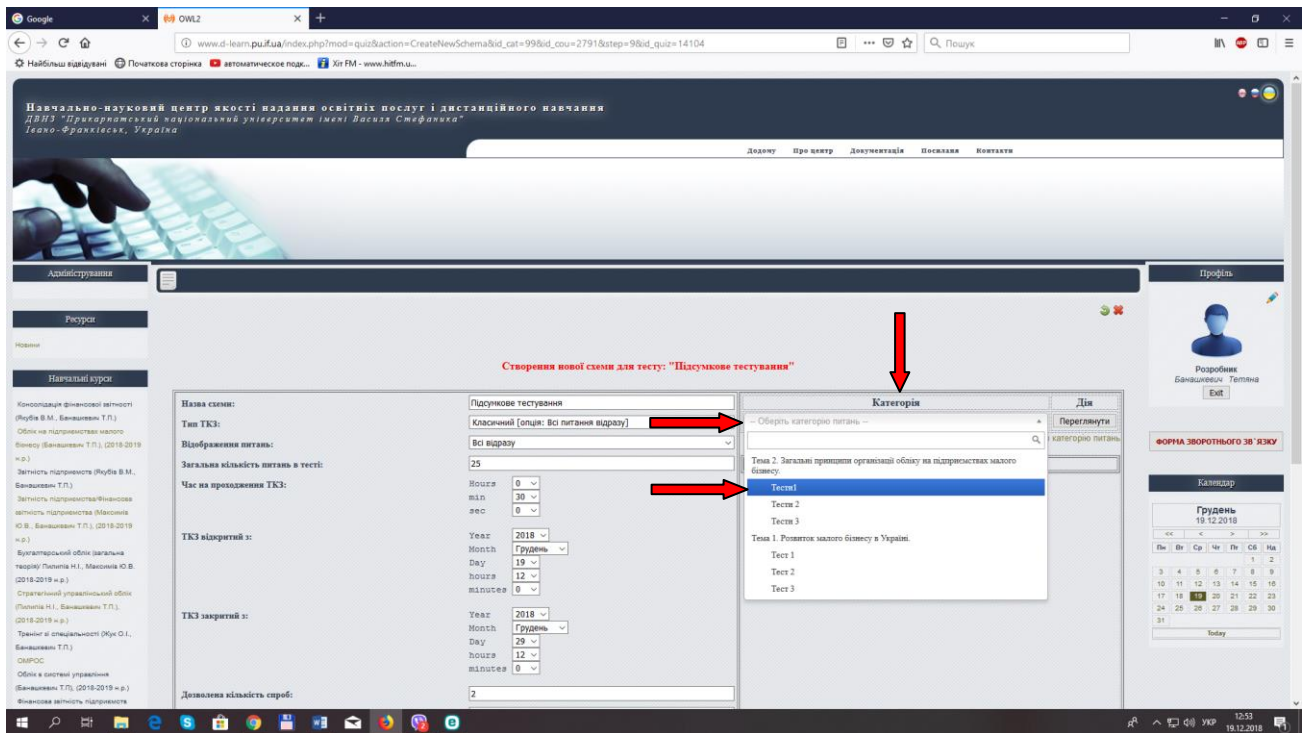 Google
OWL2
www.d-learn.pu.if.ua/index.php?mod=quiz&action=CreateNewSchema&id_cat=99&id_cou=2791&step=9&id_quiz=14104
Пошук
Найбільш відвідувані
Початкова сторінка
автоматическое подк...
Хіт FM - www.hitfm.u...
Навчально-науковий центр якості надання освітніх послуг і дистанційного навчання
ДВНЗ "Прикарпатський національний університет імені Василя Стефаника"
Івано-Франківськ, Україна
Додому Про центр Документація Посилання Контакти
Адміністрування
Ресурси
Новини
Навчальні курси
Консолідація фінансової звітності
(Якубів В.М., Банашкевич Т.П.)
Облік на підприємствах малого
бізнесу (Банашкевич Т.П.), (2018-2019
н.р.)
Звітність підприємств (Якубів В.М.,
Банашкевич Т.П.)
Звітність підприємства/Фінансова
звітність підприємства (Максимів
Ю.В., Банашкевич Т.П.), (2018-2019
н.р.)
Бухгалтерський облік (загальна
теорія)/ Пилипів Н.І., Максимів Ю.В.
(2018-2019 н.р.)
Стратегічний управлінський облік
(Пилипів Н.І., Банашкевич Т.П.),
(2018-2019 н.р.)
Тренінг зі спеціальності (Жук О.І.,
Банашкевич Т.П.)
ОМРОС
Облік в системі управління
(Банашкевич Т.П), (2018-2019 н.р.)
Фінансова звітність підприємств
Створення нової схеми для тесту: "Підсумкове тестування"
Назва схеми: Підсумкове тестування
Тип ТКЗ: Класичний [опція: Всі питання відразу]
Відображення питань: Всі відразу
Загальна кількість питань в тесті: 25
Час на проходження ТКЗ: Hours 0
min 30
sec 0
ТКЗ відкритий з: Year 2018
Month Грудень
Day 19
hours 12
minutes 0
ТКЗ закритий з: Year 2018
Month Грудень
Day 29
hours 12
minutes 0
Дозволена кількість спроб: 2
Категорія Дія
-- Оберіть категорію питань -- Переглянути
категорію питань
Тема 2. Загальні принципи організації обліку на підприємствах малого
бізнесу.
Тести1
Тести 2
Тести 3
Тема 1. Розвиток малого бізнесу в Україні.
Тест 1
Тест 2
Тест 3
Профіль
Розробник
Банашкевич Тетяна
Exit
ФОРМА ЗВОРОТНЬОГО ЗВ`ЯЗКУ
Календар
Грудень
19.12.2018
<< < > >>
Пн Вт Ср Чт Пт Сб Нд
1 2
3 4 5 6 7 8 9
10 11 12 13 14 15 16
17 18 19 20 21 22 23
24 25 26 27 28 29 30
31
Today
УКР
12:53
19.12.2018